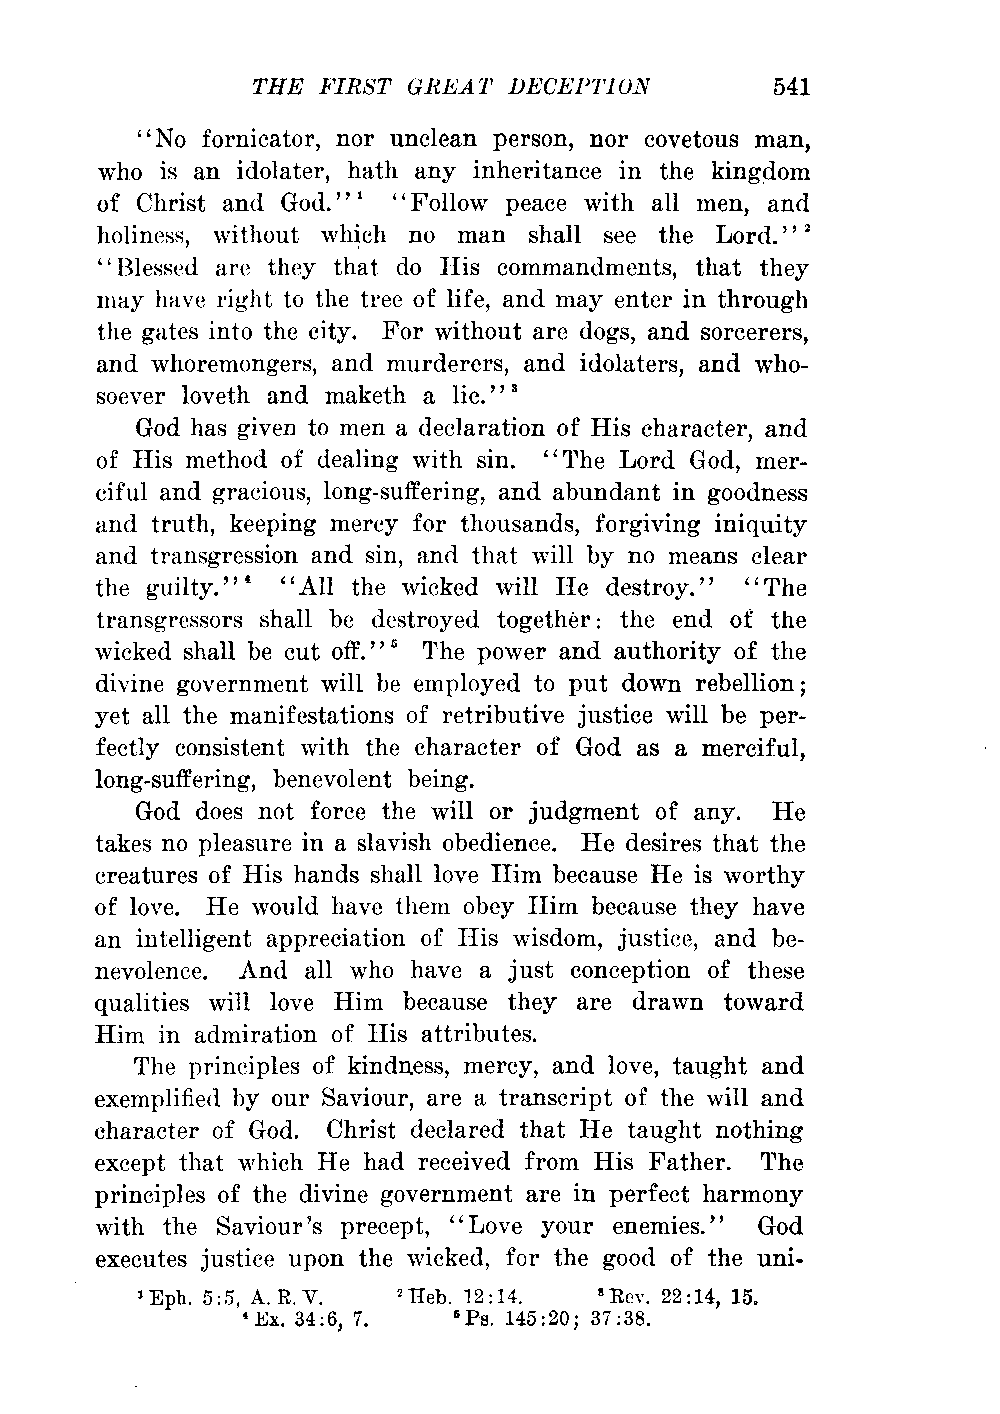 THE FIRST GREAT DECEPTION 541
"No fornicator, nor unclean person, nor covetous man,
who is an idolater, hath any inheritance in the kingdom
of Christ and God."¹ "Follow peace with all men, and
holiness, without which no man shall see the Lord."²
"Blessed are they that do His commandments, that they
may have right to the tree of life, and may enter in through
the gates into the city. For without are dogs, and sorcerers,
and whoremongers, and murderers, and idolaters, and who-
soever loveth and maketh a lie."³
God has given to men a declaration of His character, and
of His method of dealing with sin. "The Lord God, mer-
ciful and gracious, long-suffering, and abundant in goodness
and truth, keeping mercy for thousands, forgiving iniquity
and transgression and sin, and that will by no means clear
the guilty."⁴ "All the wicked will He destroy." "The
transgressors shall be destroyed together: the end of the
wicked shall be cut off."⁵ The power and authority of the
divine government will be employed to put down rebellion;
yet all the manifestations of retributive justice will be per-
fectly consistent with the character of God as a merciful,
long-suffering, benevolent being.
God does not force the will or judgment of any. He
takes no pleasure in a slavish obedience. He desires that the
creatures of His hands shall love Him because He is worthy
of love. He would have them obey Him because they have
an intelligent appreciation of His wisdom, justice, and be-
nevolence. And all who have a just conception of these
qualities will love Him because they are drawn toward
Him in admiration of His attributes.
The principles of kindness, mercy, and love, taught and
exemplified by our Saviour, are a transcript of the will and
character of God. Christ declared that He taught nothing
except that which He had received from His Father. The
principles of the divine government are in perfect harmony
with the Saviour's precept, "Love your enemies." God
executes justice upon the wicked, for the good of the uni-
¹Eph. 5:5, A. R. V. ²Heb. 12:14. ³Rev. 22:14, 15.
⁴Ex. 34:6, 7. ⁵Ps. 145:20; 37:38.